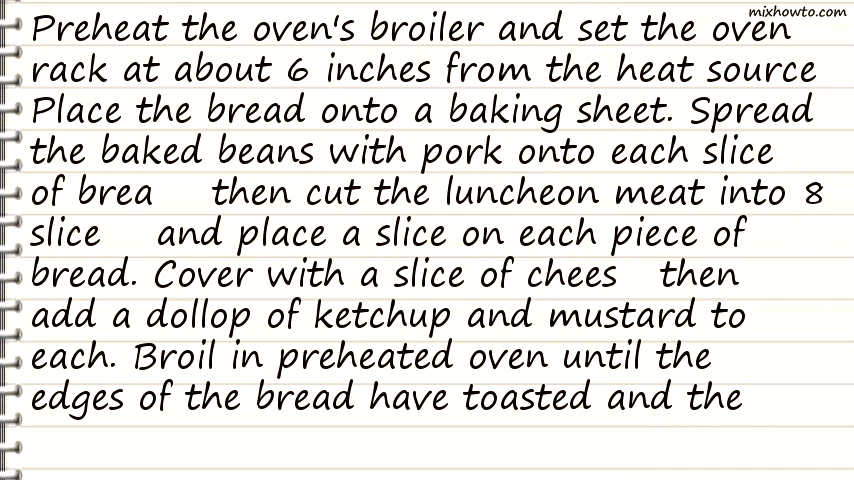 mixhowto.com
Preheat the oven's broiler and set the oven
rack at about 6 inches from the heat source
Place the bread onto a baking sheet. Spread
the baked beans with pork onto each slice
of brea then cut the luncheon meat into 8
slice and place a slice on each piece of
bread. Cover with a slice of chees then
add a dollop of ketchup and mustard to
each. Broil in preheated oven until the
edges of the bread have toasted and the